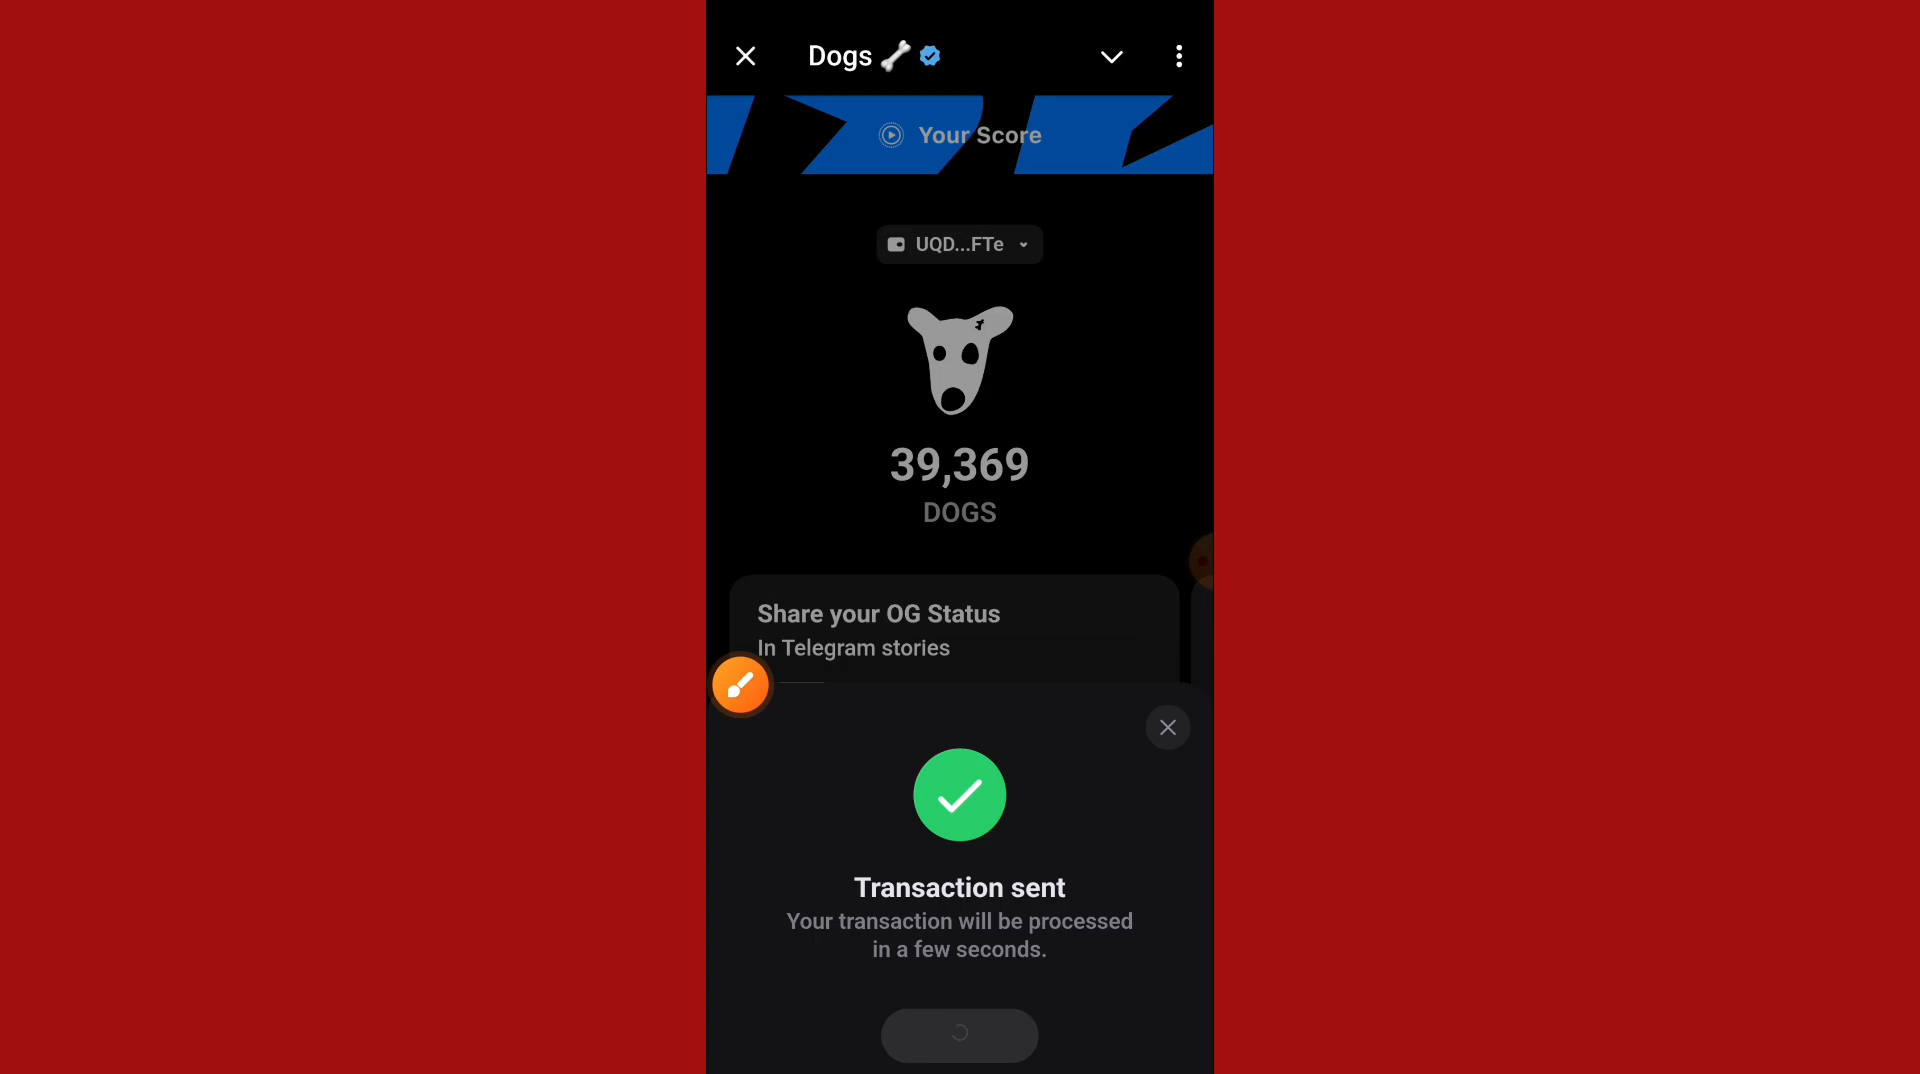 Dogs 🦴
Your Score
UQD...FTe
39,369
DOGS
Share your OG Status
In Telegram stories
Transaction sent
Your transaction will be processed
in a few seconds.